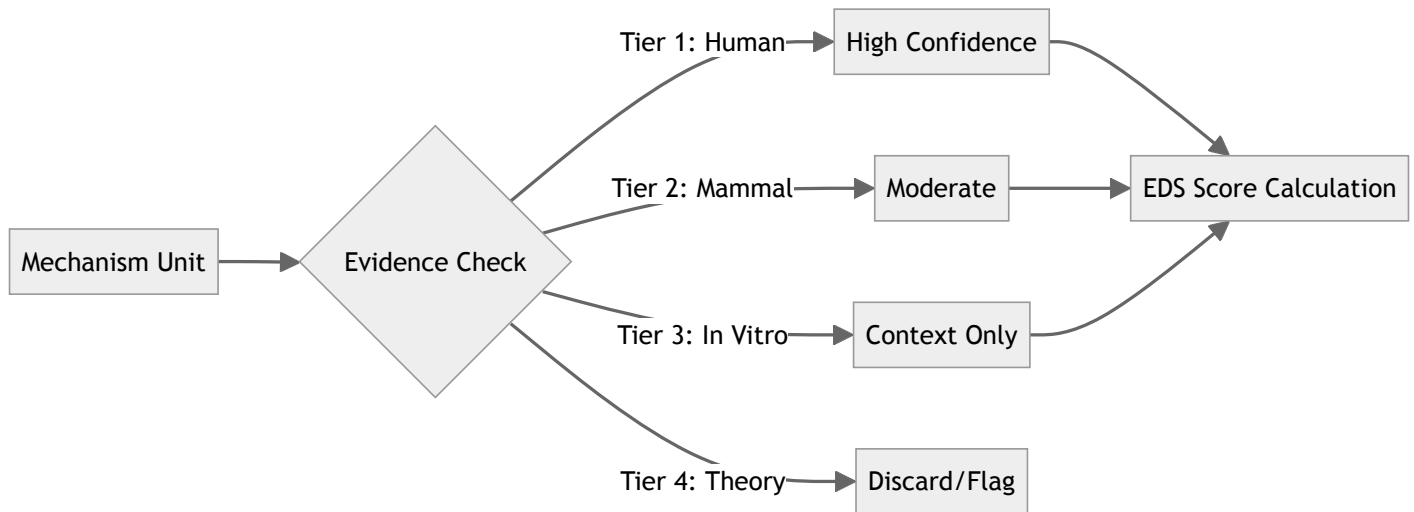 Mechanism Unit
Evidence Check
Tier 1: Human
High Confidence
Tier 2: Mammal
Moderate
Tier 3: In Vitro
Context Only
Tier 4: Theory
Discard/Flag
EDS Score Calculation